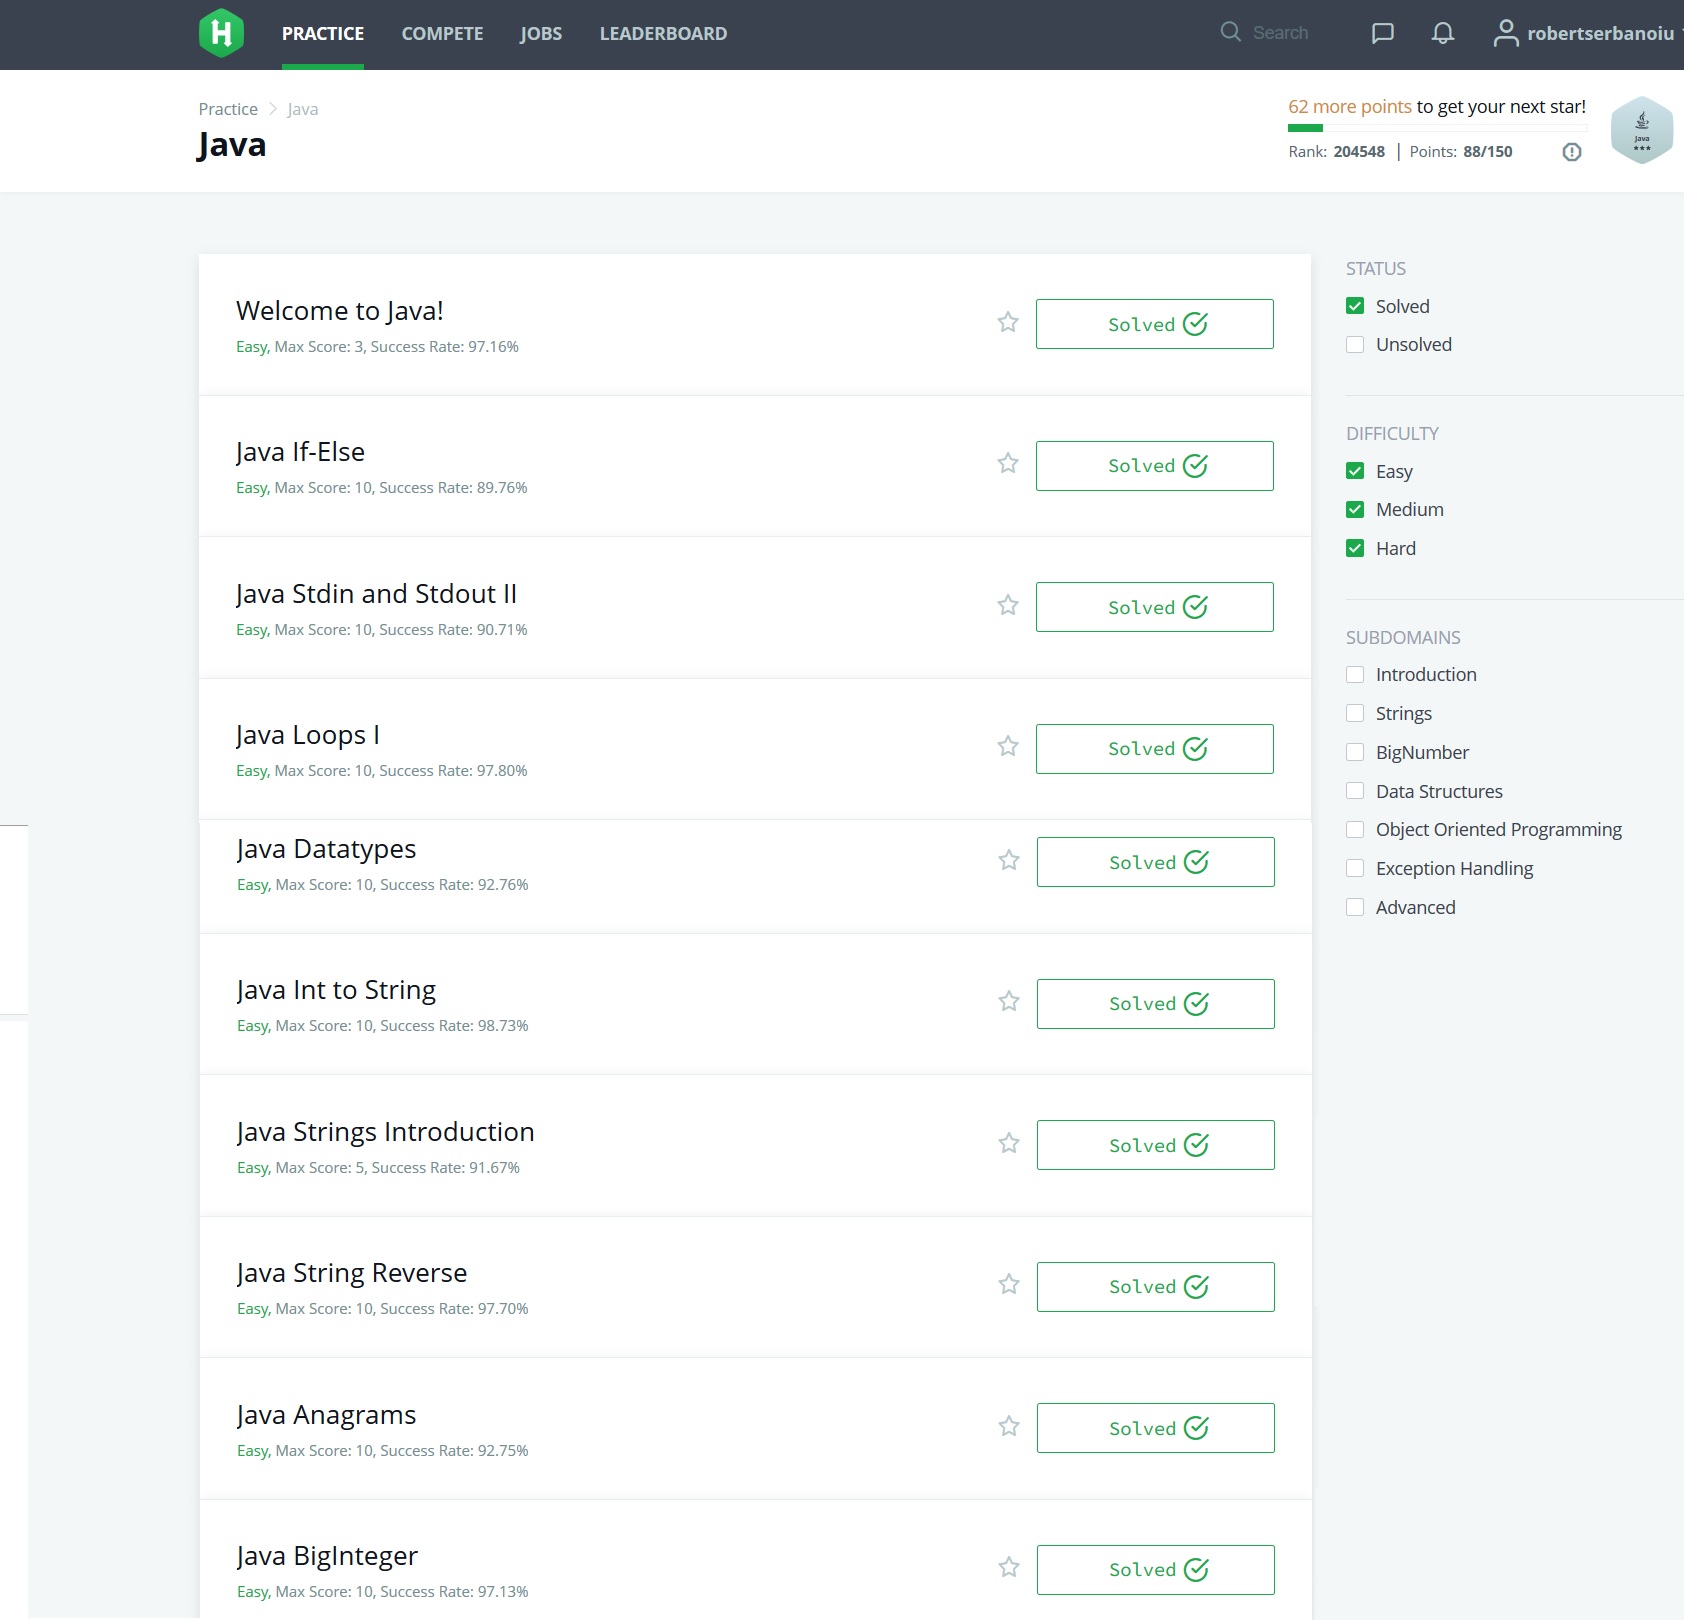 H PRACTICE COMPETE JOBS LEADERBOARD Search robertserbanoiu
Practice Java
Java
62 more points to get your next star!
Rank: 204548 | Points: 88/150
Java
***
Welcome to Java!
Easy, Max Score: 3, Success Rate: 97.16%
Solved
Java If-Else
Easy, Max Score: 10, Success Rate: 89.76%
Solved
Java Stdin and Stdout II
Easy, Max Score: 10, Success Rate: 90.71%
Solved
Java Loops I
Easy, Max Score: 10, Success Rate: 97.80%
Solved
Java Datatypes
Easy, Max Score: 10, Success Rate: 92.76%
Solved
Java Int to String
Easy, Max Score: 10, Success Rate: 98.73%
Solved
Java Strings Introduction
Easy, Max Score: 5, Success Rate: 91.67%
Solved
Java String Reverse
Easy, Max Score: 10, Success Rate: 97.70%
Solved
Java Anagrams
Easy, Max Score: 10, Success Rate: 92.75%
Solved
Java BigInteger
Easy, Max Score: 10, Success Rate: 97.13%
Solved
STATUS
Solved
Unsolved
DIFFICULTY
Easy
Medium
Hard
SUBDOMAINS
Introduction
Strings
BigNumber
Data Structures
Object Oriented Programming
Exception Handling
Advanced